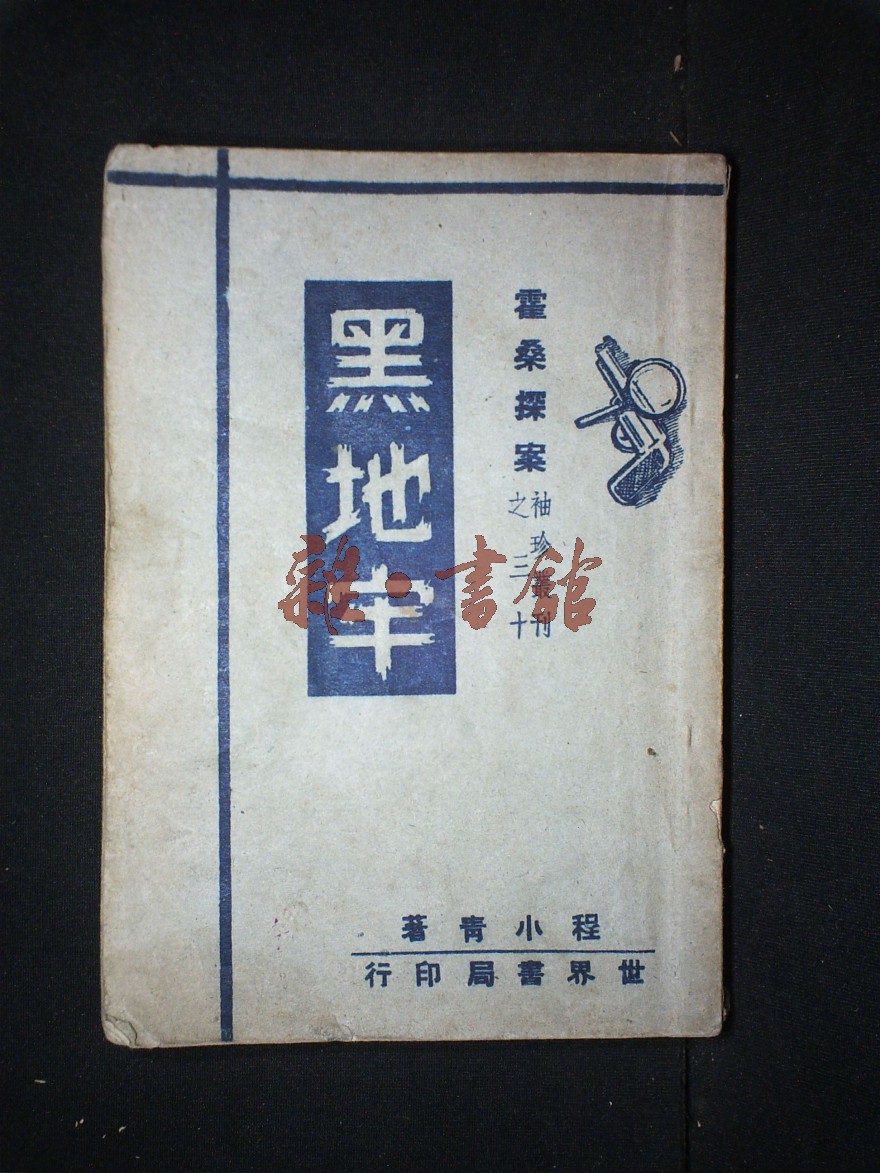 霍桑探案
袖珍叢刊
之三十
黑地牢
雜·書館
程小青著
世界書局印行